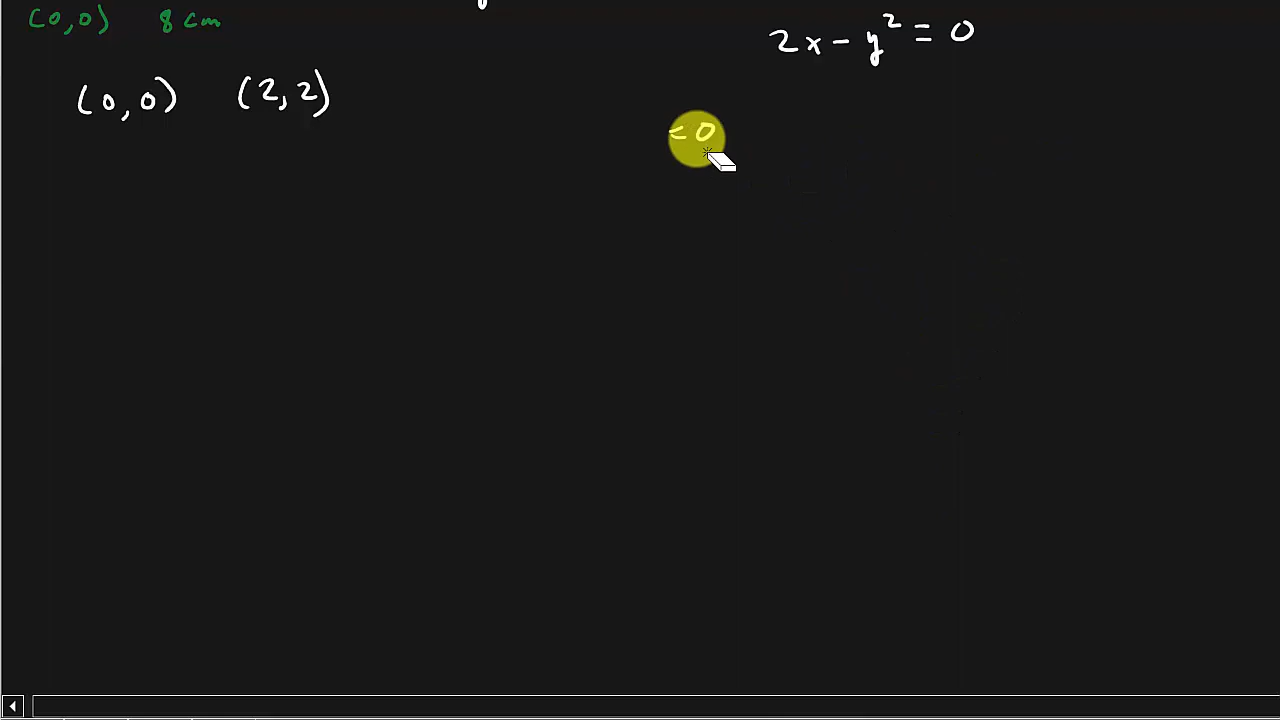 (0,0) 8 cm
2x - y² = 0
(0,0) (2,2)
= 0